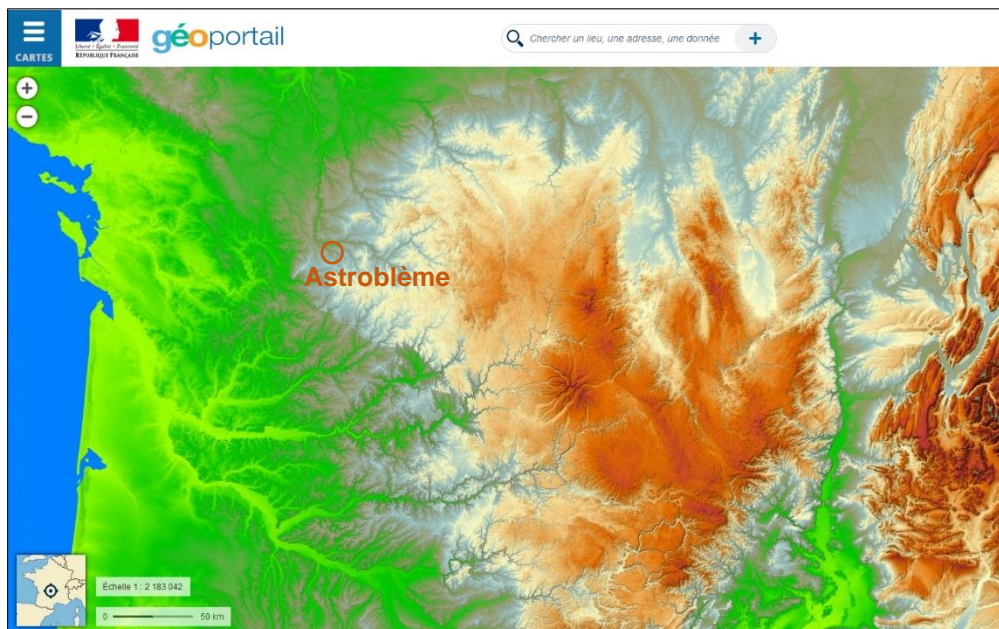 CARTES
Liberté • Égalité • Fraternité
RÉPUBLIQUE FRANÇAISE
géoportail
Chercher un lieu, une adresse, une donnée
+
+
−
Astroblème
Échelle 1 : 2 183 042
0 50 km